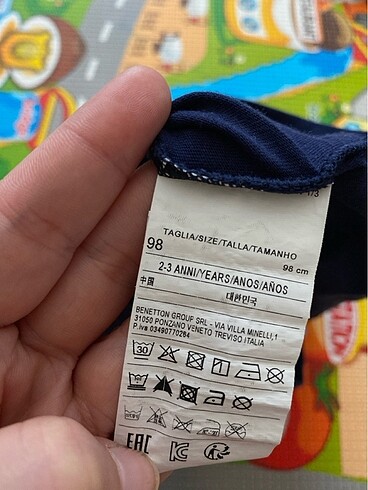 TAGLIA/SIZE/TALLA/TAMANHO
98
98 cm
2-3 ANNI/YEARS/ANOS/AÑOS
中国
대한민국
BENETTON GROUP SRL - VIA VILLA MINELLI,1
31050 PONZANO VENETO TREVISO ITALIA
P.iva 03490770264
30
EAC